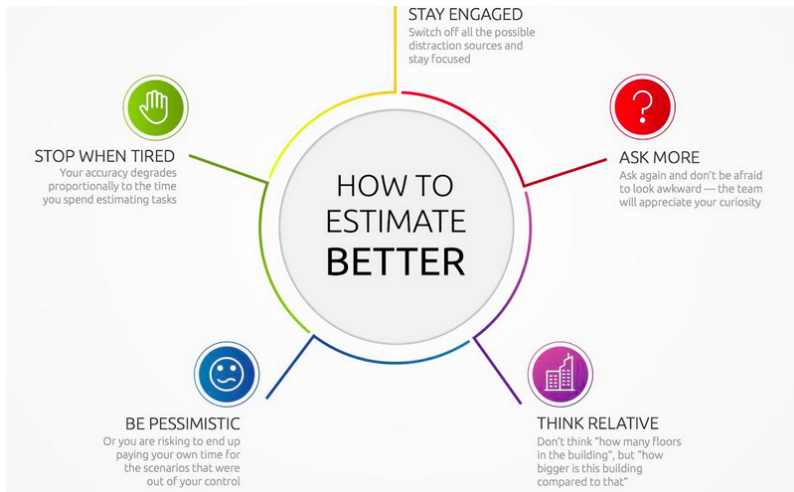 STAY ENGAGED
Switch off all the possible
distraction sources and
stay focused
STOP WHEN TIRED
Your accuracy degrades
proportionally to the time
you spend estimating tasks
ASK MORE
Ask again and don't be afraid
to look awkward — the team
will appreciate your curiosity
HOW TO
ESTIMATE
BETTER
BE PESSIMISTIC
Or you are risking to end up
paying your own time for
the scenarios that were
out of your control
THINK RELATIVE
Don't think "how many floors
in the building", but "how
bigger is this building
compared to that"